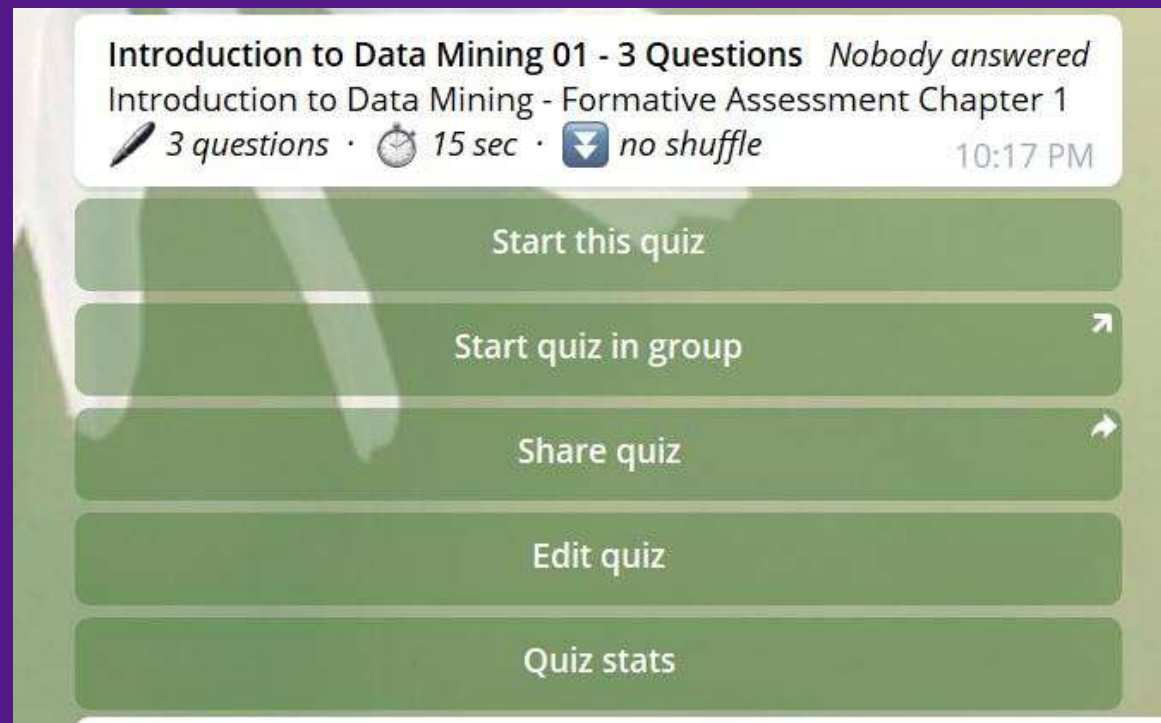 Introduction to Data Mining 01 - 3 Questions Nobody answered
Introduction to Data Mining - Formative Assessment Chapter 1
3 questions · 15 sec · no shuffle
10:17 PM
Start this quiz
Start quiz in group
Share quiz
Edit quiz
Quiz stats